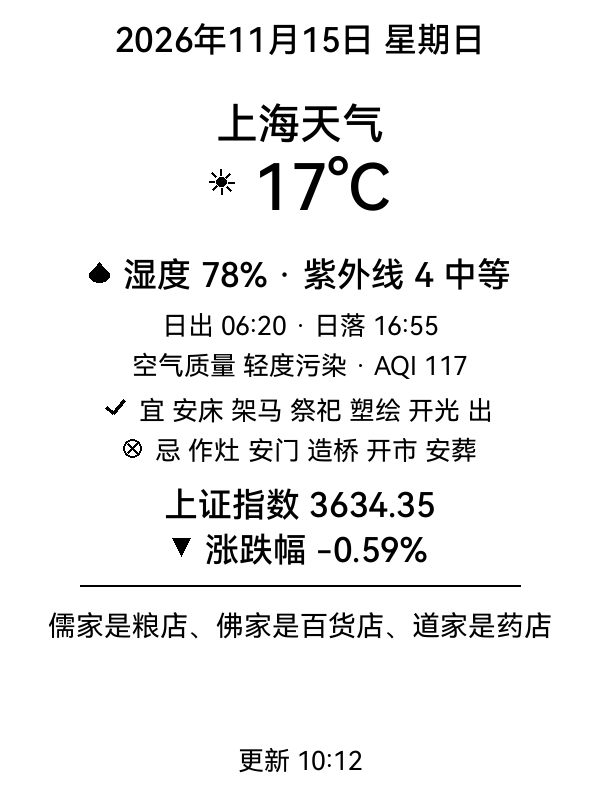 2026年11月15日 星期日
上海天气
17°C
湿度 78% · 紫外线 4 中等
日出 06:20 · 日落 16:55
空气质量 轻度污染 · AQI 117
宜 安床 架马 祭祀 塑绘 开光 出
忌 作灶 安门 造桥 开市 安葬
上证指数 3634.35
涨跌幅 -0.59%
儒家是粮店、佛家是百货店、道家是药店
更新 10:12